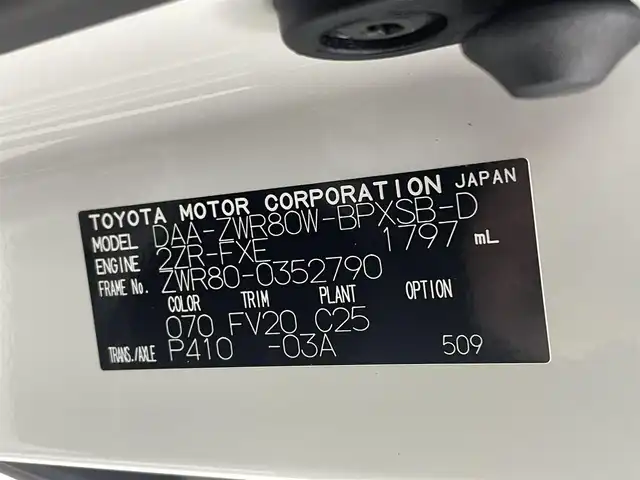 TOYOTA MOTOR CORPORATION JAPAN
MODEL DAA-ZWR80W-BPXSB-D
ENGINE 2ZR-FXE 1797 mL
FRAME No. ZWR80-0352790
COLOR TRIM PLANT OPTION
070 FV20 C25
TRANS./AXLE P410 -03A 509